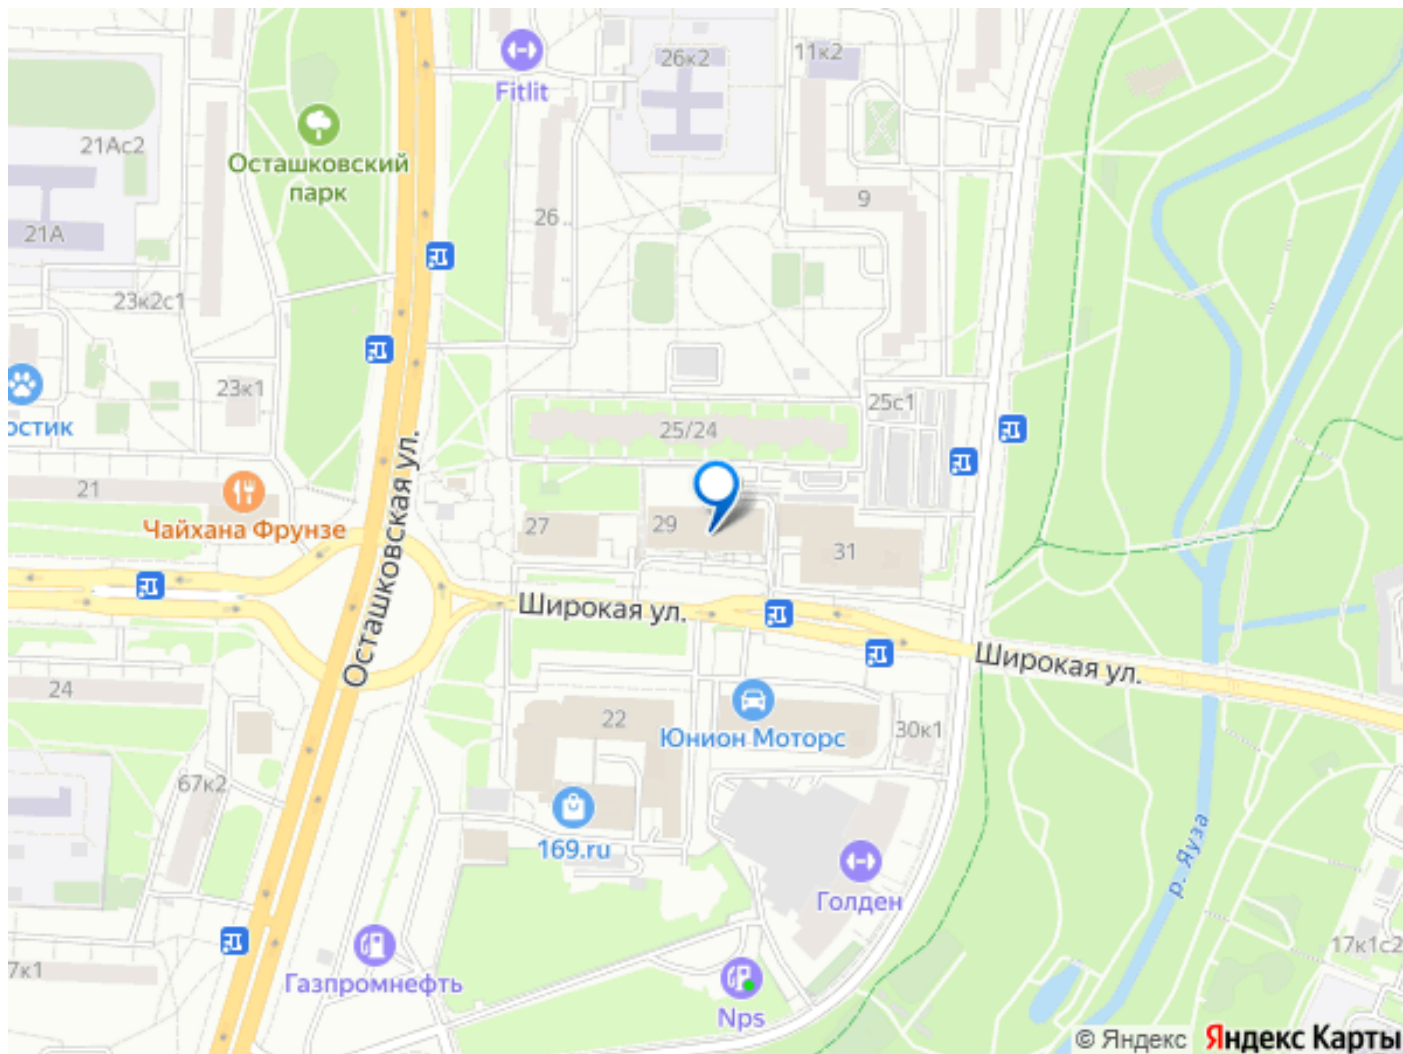 Fitlit
26к2
11к2
21Ас2
Осташковский
парк
9
26
21А
23к2с1
23к1
25с1
остик
25/24
21
Чайхана Фрунзе
27
29
31
Осташковская ул.
Широкая ул.
Широкая ул.
24
22
Юнион Моторс
30к1
67к2
169.ru
р. Яуза
Голден
Газпромнефть
17к1с2
7к1
Nps
© Яндекс Яндекс Карты